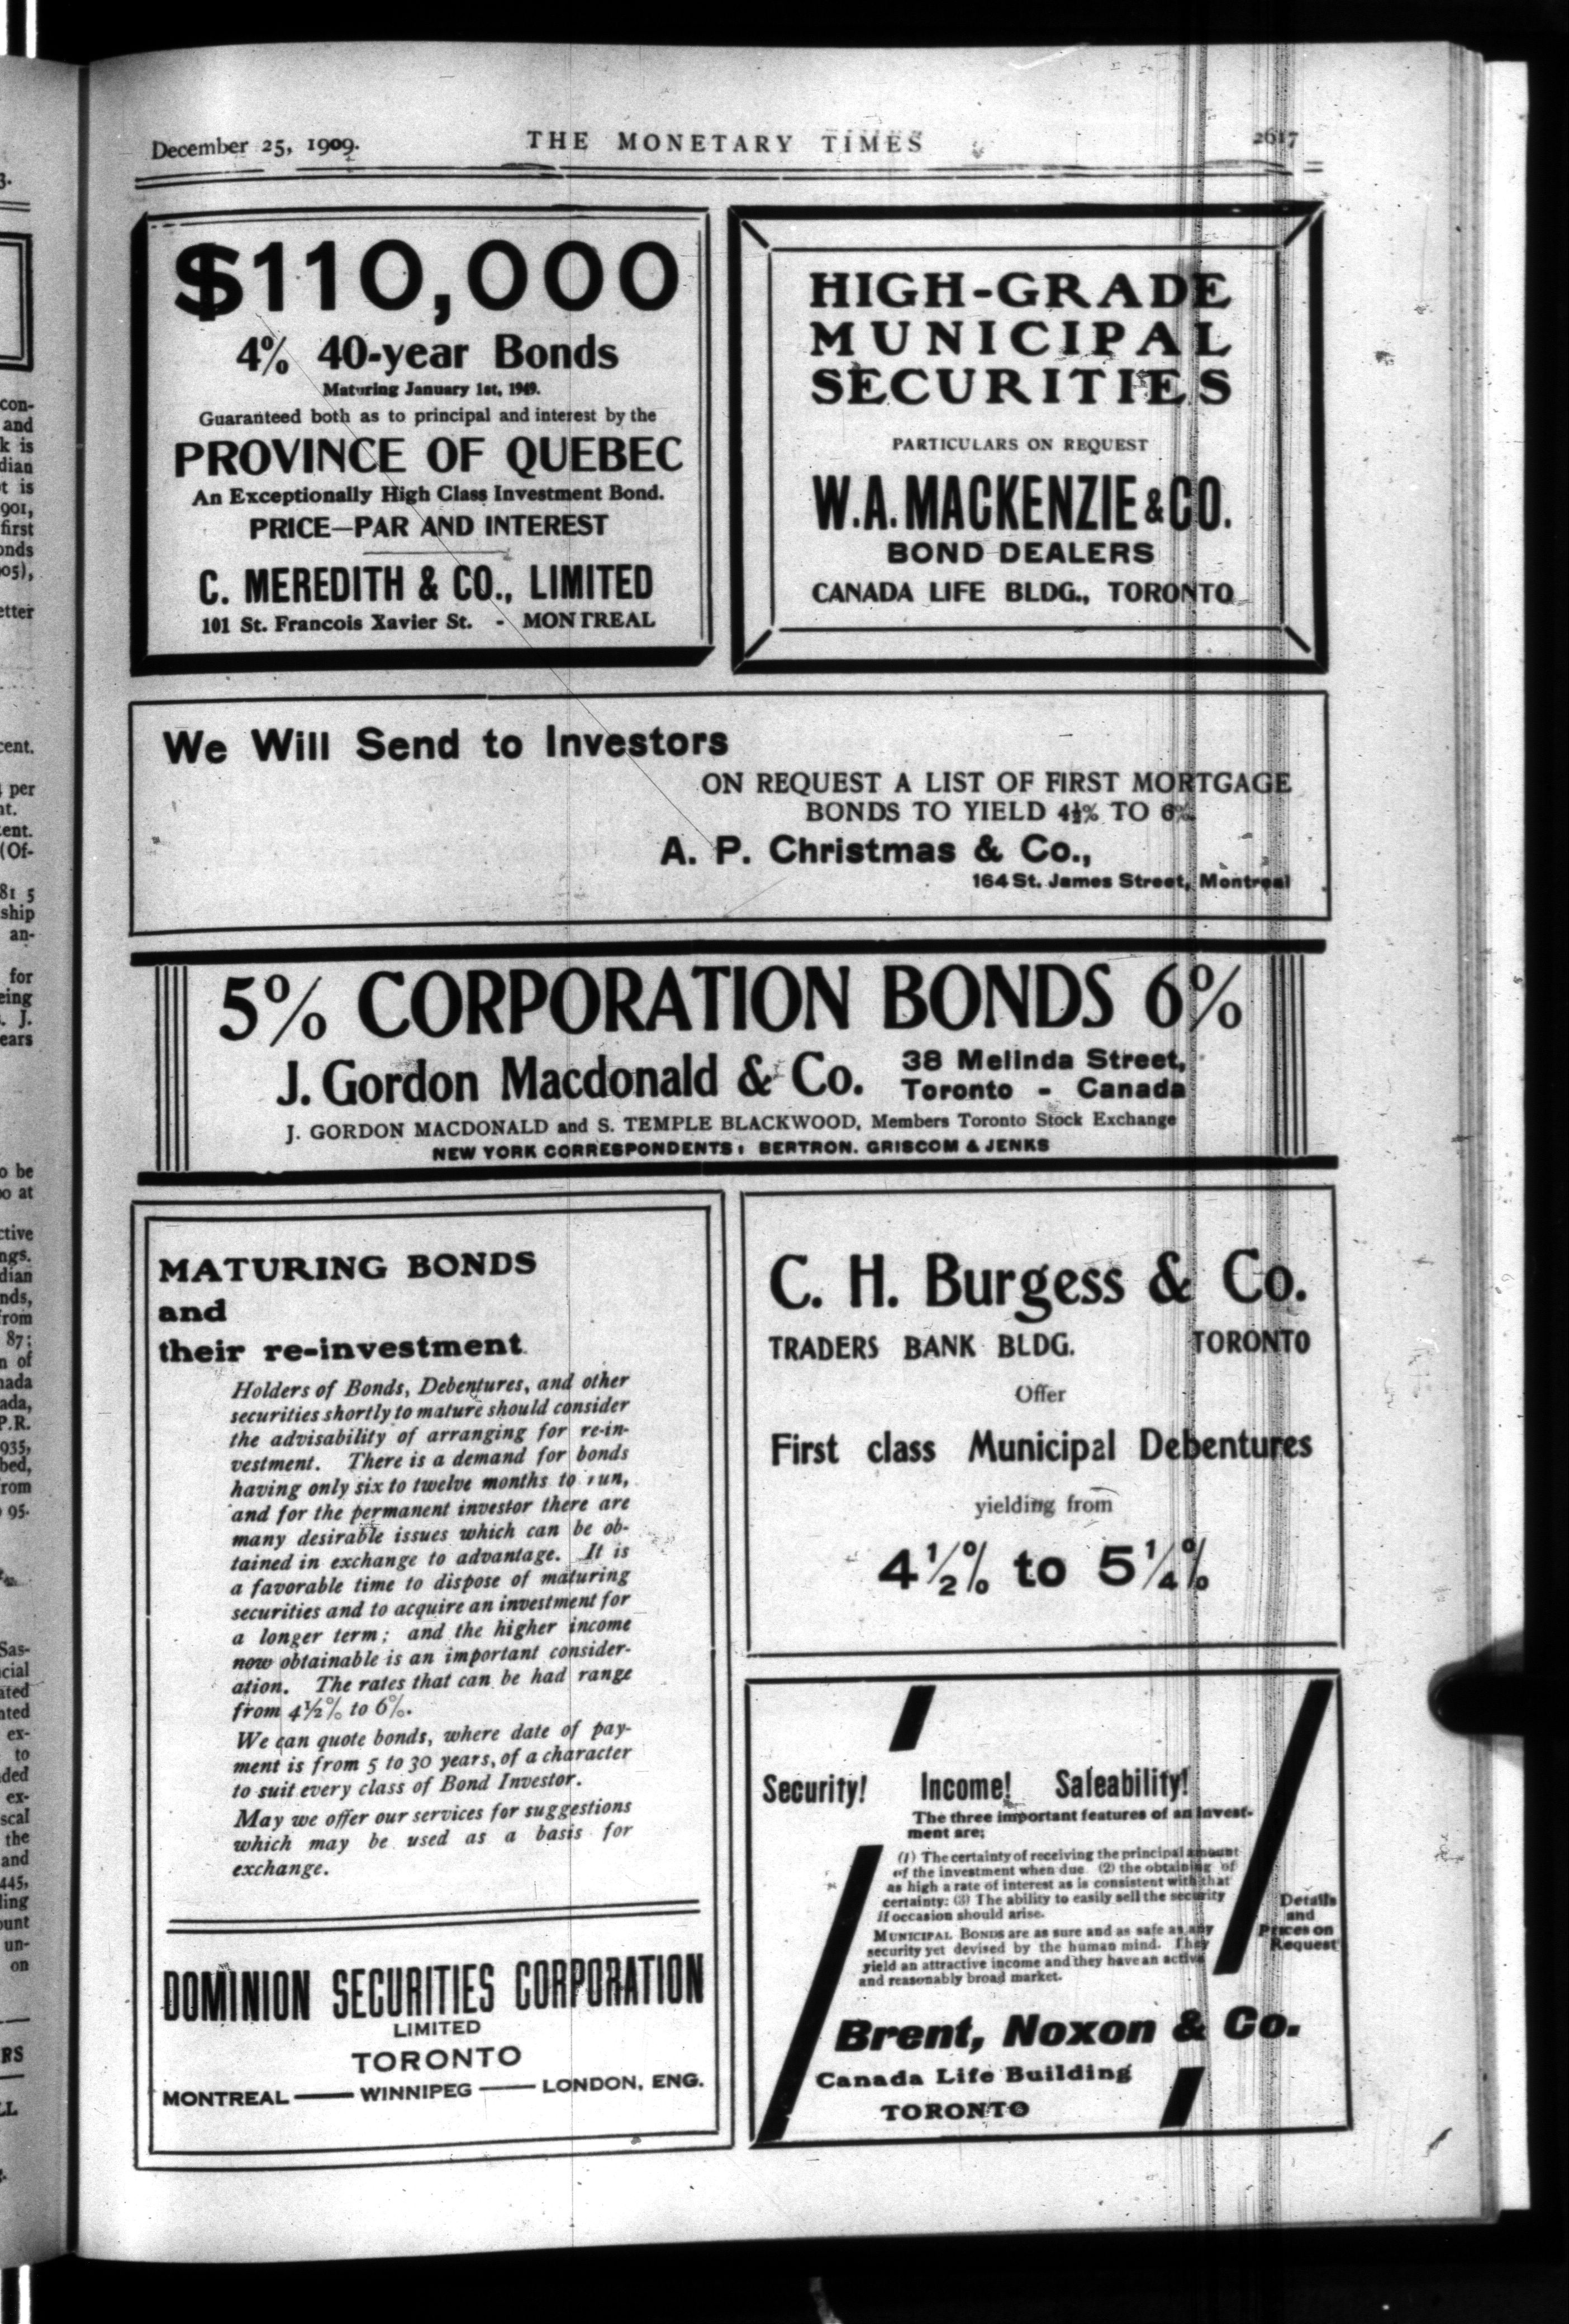 December 25, 1909.
THE MONETARY TIMES
2617
$110,000
4% 40-year Bonds
Maturing January 1st, 1949.
Guaranteed both as to principal and interest by the
PROVINCE OF QUEBEC
An Exceptionally High Class Investment Bond.
PRICE—PAR AND INTEREST
C. MEREDITH & CO., LIMITED
101 St. Francois Xavier St. - MONTREAL
HIGH-GRADE
MUNICIPAL
SECURITIES
PARTICULARS ON REQUEST
W.A. MACKENZIE & CO.
BOND DEALERS
CANADA LIFE BLDG., TORONTO
We Will Send to Investors
ON REQUEST A LIST OF FIRST MORTGAGE
BONDS TO YIELD 4½% TO 6%
A. P. Christmas & Co.,
164 St. James Street, Montreal
5% CORPORATION BONDS 6%
J. Gordon Macdonald & Co.
38 Melinda Street,
Toronto - Canada
J. GORDON MACDONALD and S. TEMPLE BLACKWOOD, Members Toronto Stock Exchange
NEW YORK CORRESPONDENTS: BERTRON. GRISCOM & JENKS
MATURING BONDS
and
their re-investment
Holders of Bonds, Debentures, and other
securities shortly to mature should consider
the advisability of arranging for re-in-
vestment. There is a demand for bonds
having only six to twelve months to run,
and for the permanent investor there are
many desirable issues which can be ob-
tained in exchange to advantage. It is
a favorable time to dispose of maturing
securities and to acquire an investment for
a longer term; and the higher income
now obtainable is an important consider-
ation. The rates that can be had range
from 4½% to 6%.
We can quote bonds, where date of pay-
ment is from 5 to 30 years, of a character
to suit every class of Bond Investor.
May we offer our services for suggestions
which may be used as a basis for
exchange.
DOMINION SECURITIES CORPORATION
LIMITED
TORONTO
MONTREAL — WINNIPEG — LONDON, ENG.
C. H. Burgess & Co.
TRADERS BANK BLDG. TORONTO
Offer
First class Municipal Debentures
yielding from
4½% to 5¼%
Security! Income! Saleability!
The three important features of an invest-
ment are;
(1) The certainty of receiving the principal amount
of the investment when due (2) the obtaining of
as high a rate of interest as is consistent with that
certainty: (3) The ability to easily sell the security
if occasion should arise.
MUNICIPAL BONDS are as sure and as safe as any
security yet devised by the human mind. They
yield an attractive income and they have an active
and reasonably broad market.
Details
and
Prices on
Request
Brent, Noxon & Co.
Canada Life Building
TORONTO